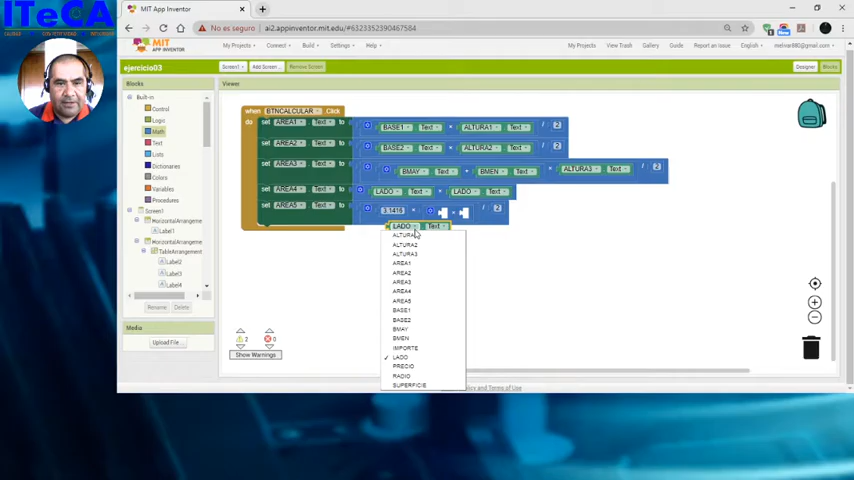 ITeCA
MIT App Inventor
No es seguro | ai2.appinventor.mit.edu/#6323352390467584
MIT
APP INVENTOR
My Projects
Connect
Build
Settings
Help
My Projects
View Trash
Gallery
Guide
Report an issue
ejercicio03
Screen1
Add Screen...
Remove Screen
Designer
Blocks
Blocks
Viewer
Built-in
Control
Logic
Math
Text
Lists
Dictionaries
Colors
Variables
Procedures
Screen1
HorizontalArrangeme
Label1
HorizontalArrangeme
TableArrangement
Label2
Label3
Label4
Rename
Delete
Media
Upload File ...
when BTNCALCULAR . Click
do set AREA1 . Text to BASE1 . Text × ALTURA1 . Text / 2
set AREA2 . Text to BASE2 . Text × ALTURA2 . Text / 2
set AREA3 . Text to BMAY . Text + BMEN . Text × ALTURA3 . Text / 2
set AREA4 . Text to LADO . Text × LADO . Text
set AREA5 . Text to 3.1416 × × / 2
LADO . Text
ALTURA1
ALTURA2
ALTURA3
AREA1
AREA2
AREA3
AREA4
AREA5
BASE1
BASE2
BMAY
BMEN
IMPORTE
✓ LADO
PRECIO
RADIO
SUPERFICIE
2
0
Show Warnings
Policy and Terms of Use